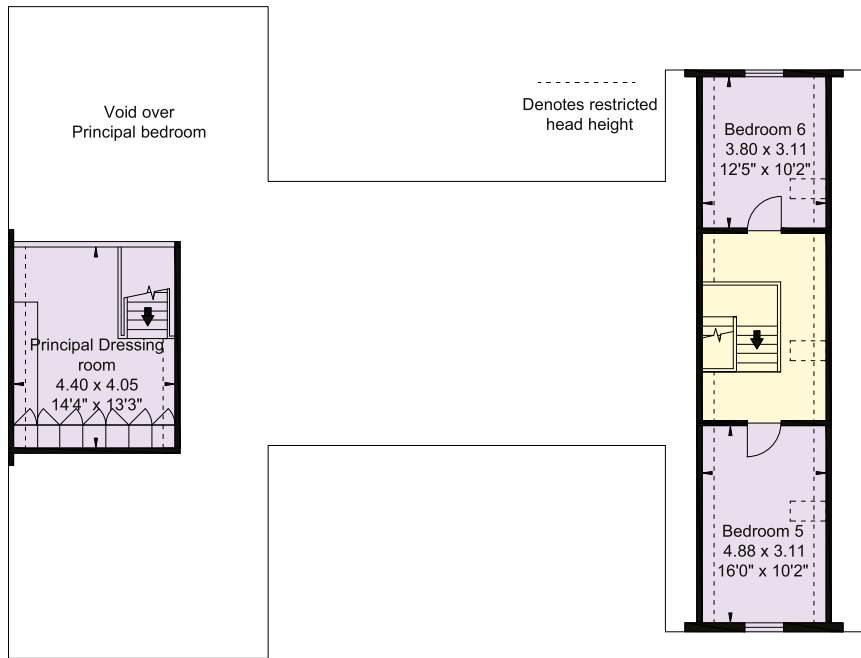 Void over
Principal bedroom
Denotes restricted
head height
Bedroom 6
3.80 x 3.11
12'5" x 10'2"
Principal Dressing
room
4.40 x 4.05
14'4" x 13'3"
Bedroom 5
4.88 x 3.11
16'0" x 10'2"